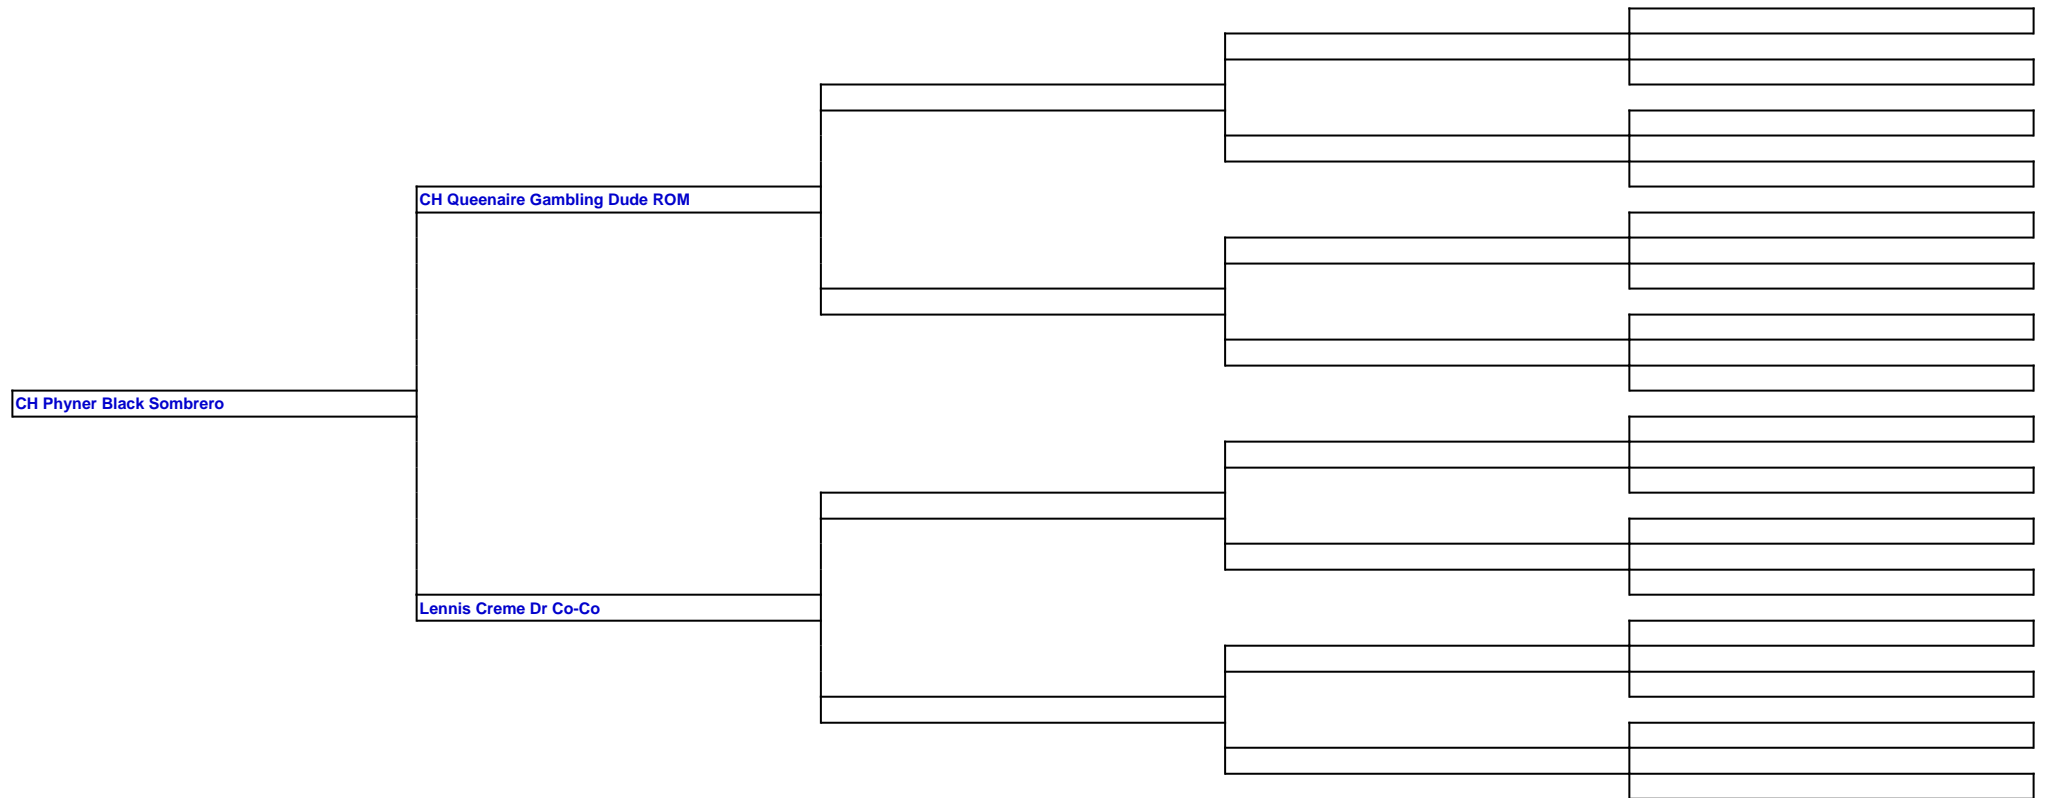 CH Queenaire Gambling Dude ROM
CH Phyner Black Sombrero
Lennis Creme Dr Co-Co